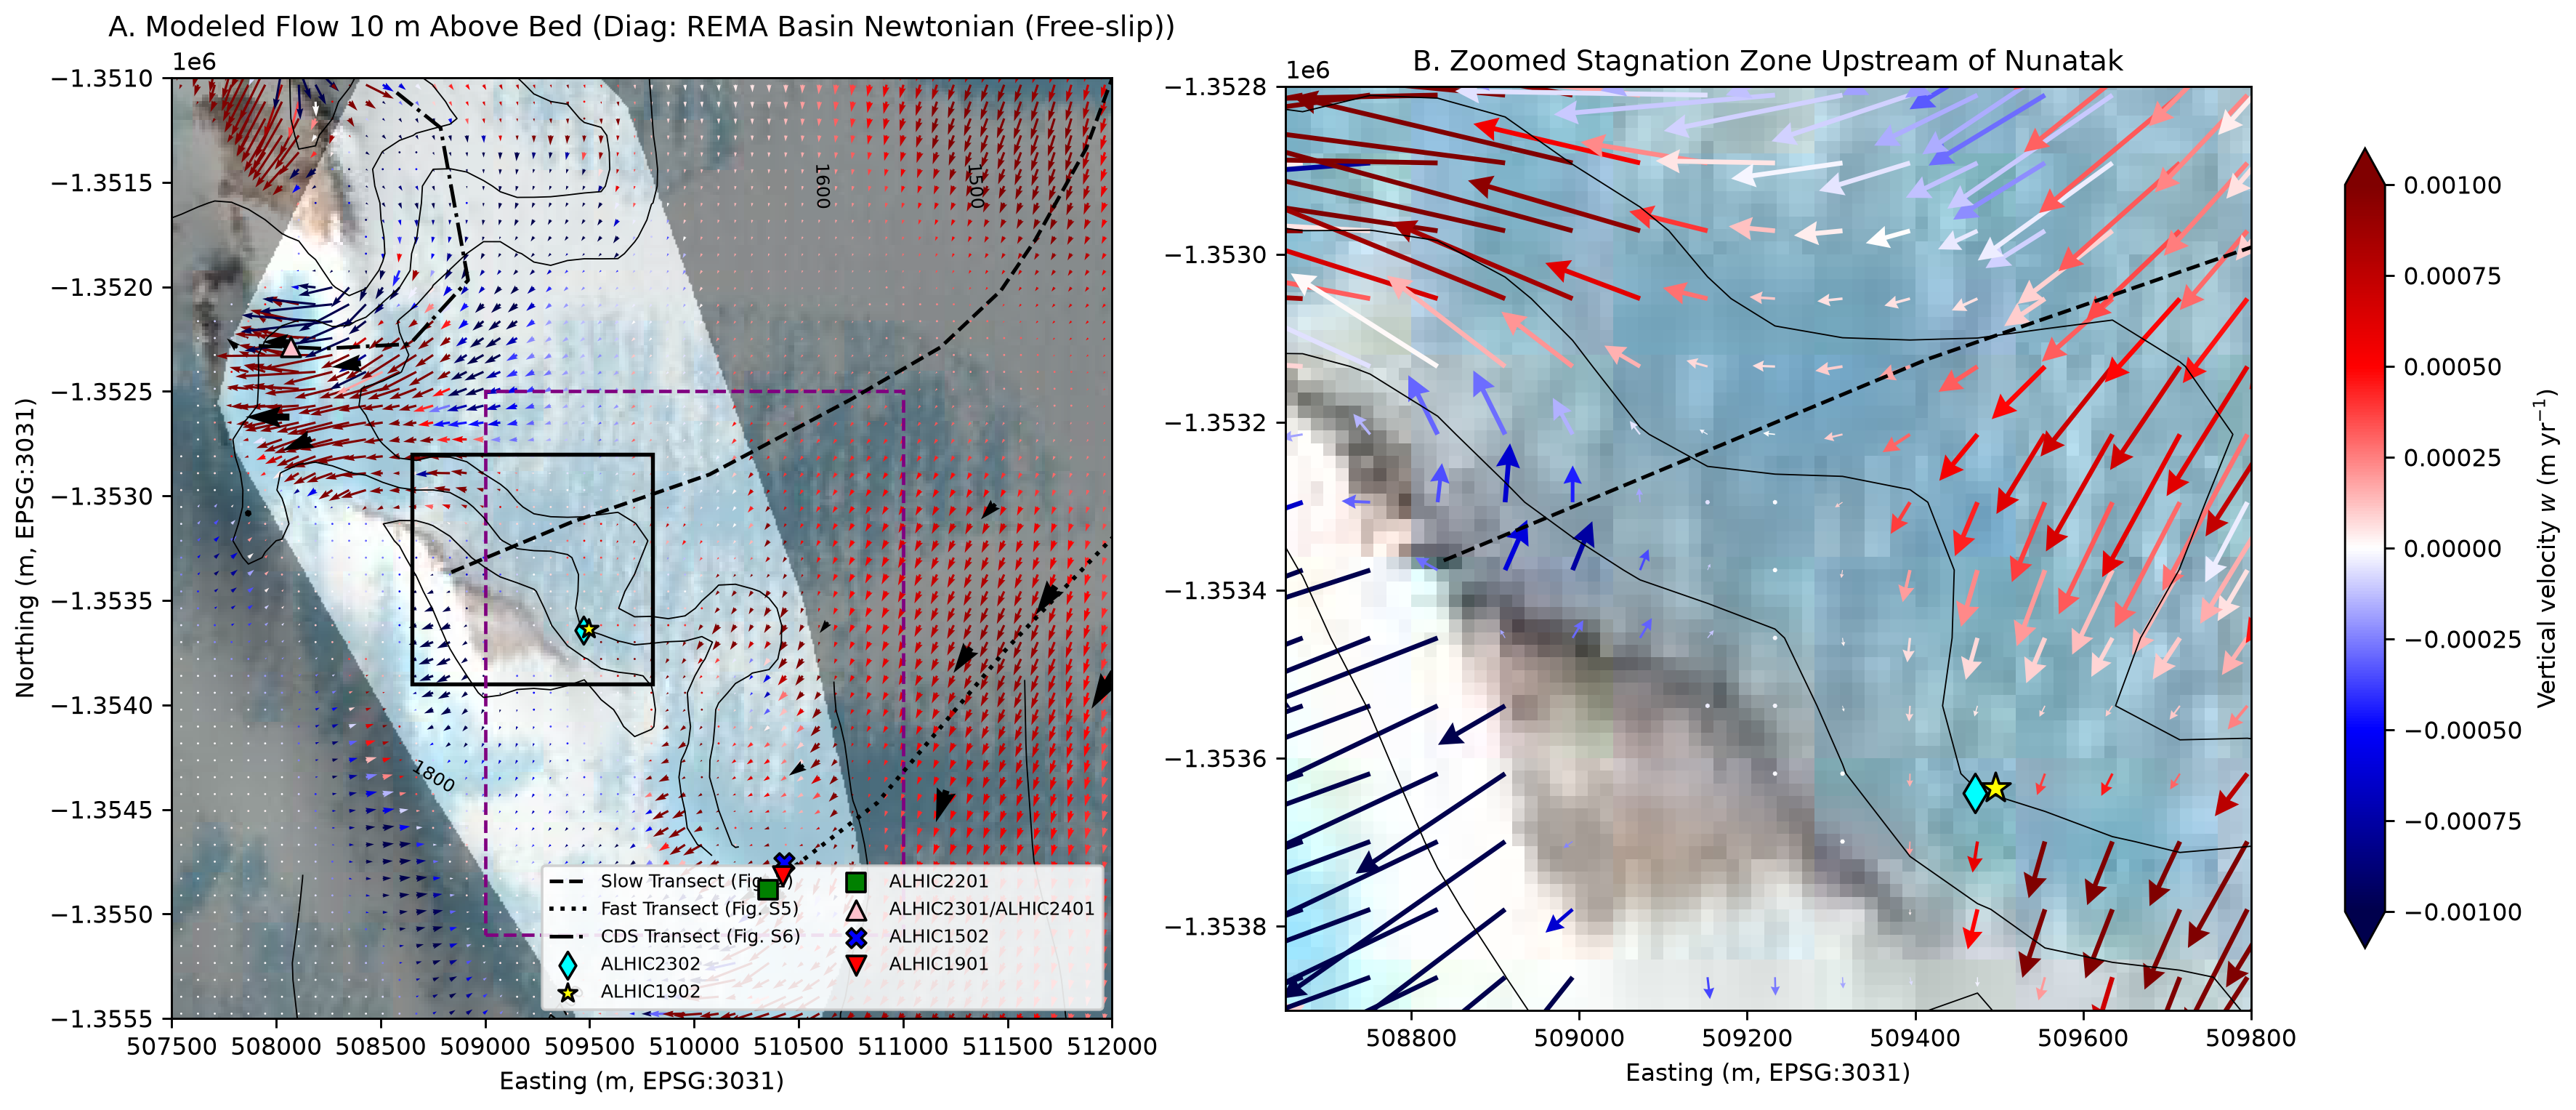 A. Modeled Flow 10 m Above Bed (Diag: REMA Basin Newtonian (Free-slip))
1e6
−1.3510
−1.3515
−1.3520
−1.3525
−1.3530
−1.3535
−1.3540
−1.3545
−1.3550
−1.3555
Northing (m, EPSG:3031)
507500 508000 508500 509000 509500 510000 510500 511000 511500 512000
Easting (m, EPSG:3031)
1600
1500
1800
Slow Transect (Fig.
Fast Transect (Fig. S5)
CDS Transect (Fig. S6)
ALHIC2302
ALHIC1902
ALHIC2201
ALHIC2301/ALHIC2401
ALHIC1502
ALHIC1901
B. Zoomed Stagnation Zone Upstream of Nunatak
1e6
−1.3528
−1.3530
−1.3532
−1.3534
−1.3536
−1.3538
508800 509000 509200 509400 509600 509800
Easting (m, EPSG:3031)
0.00100
0.00075
0.00050
0.00025
0.00000
−0.00025
−0.00050
−0.00075
−0.00100
Vertical velocity w (m yr⁻¹)